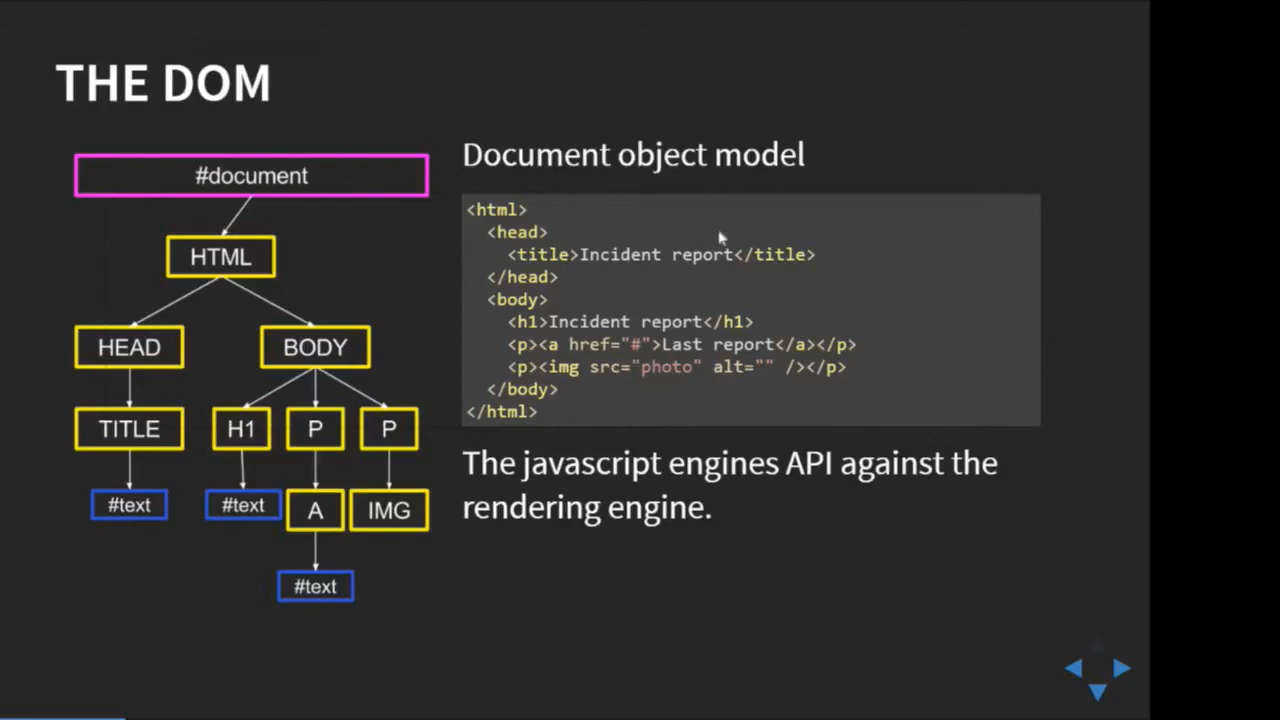 THE DOM
#document
HTML
HEAD
BODY
TITLE
H1
P
P
#text
#text
A
IMG
#text
Document object model
<html>
<head>
<title>Incident report</title>
</head>
<body>
<h1>Incident report</h1>
<p><a href="#">Last report</a></p>
<p><img src="photo" alt="" /></p>
</body>
</html>
The javascript engines API against the
rendering engine.